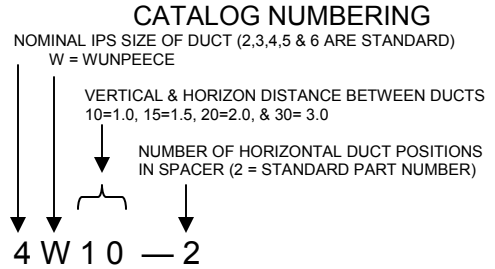 CATALOG NUMBERING
NOMINAL IPS SIZE OF DUCT (2,3,4,5 & 6 ARE STANDARD)
W = WUNPEECE
VERTICAL & HORIZON DISTANCE BETWEEN DUCTS
10=1.0, 15=1.5, 20=2.0, & 30= 3.0
NUMBER OF HORIZONTAL DUCT POSITIONS
IN SPACER (2 = STANDARD PART NUMBER)
4 W 1 0 — 2